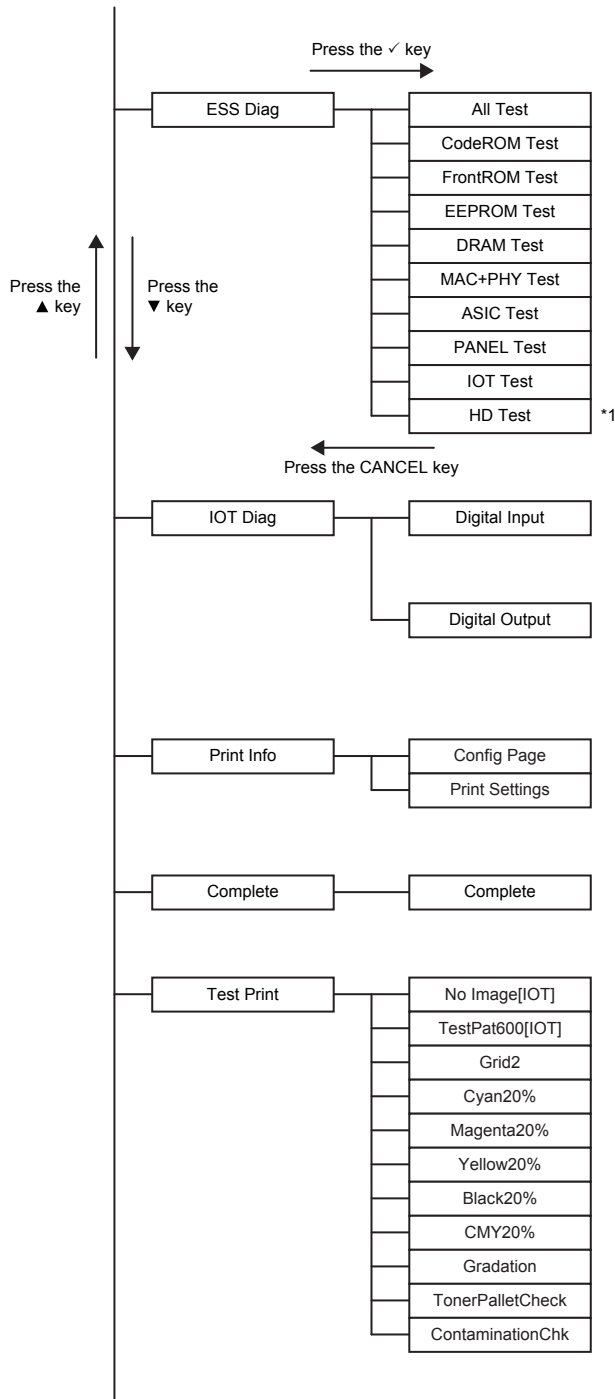 Press the ✓ key
ESS Diag
All Test
CodeROM Test
FrontROM Test
EEPROM Test
DRAM Test
MAC+PHY Test
ASIC Test
PANEL Test
IOT Test
HD Test *1
Press the
▲ key
Press the
▼ key
Press the CANCEL key
IOT Diag
Digital Input
Digital Output
Print Info
Config Page
Print Settings
Complete
Complete
Test Print
No Image[IOT]
TestPat600[IOT]
Grid2
Cyan20%
Magenta20%
Yellow20%
Black20%
CMY20%
Gradation
TonerPalletCheck
ContaminationChk